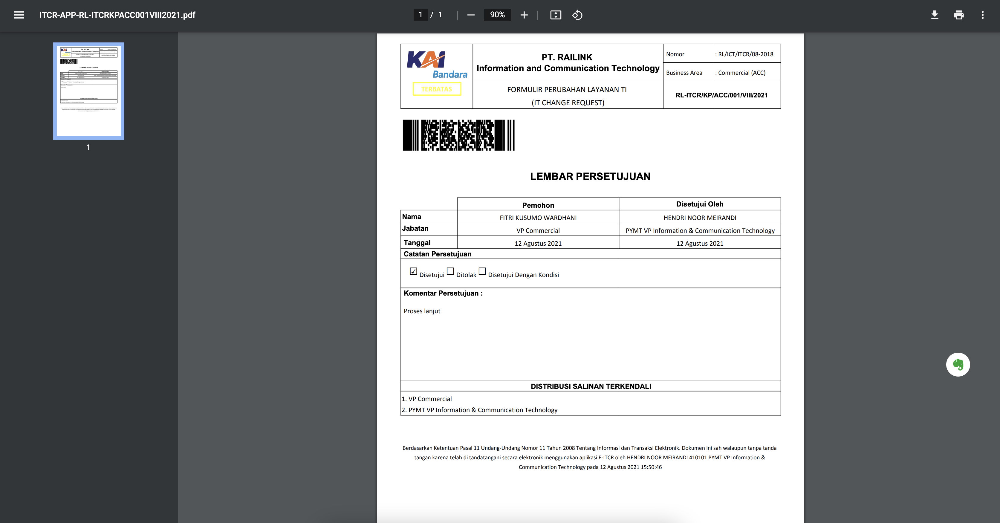 ITCR-APP-RL-ITCRKPACC001VIII2021.pdf
1 / 1
90%
1
KAI
Bandara
TERBATAS
PT. RAILINK
Information and Communication Technology
FORMULIR PERUBAHAN LAYANAN TI
(IT CHANGE REQUEST)
Nomor : RL/ICT/ITCR/08-2018
Business Area : Commercial (ACC)
RL-ITCR/KP/ACC/001/VIII/2021
LEMBAR PERSETUJUAN
Pemohon Disetujui Oleh
Nama FITRI KUSUMO WARDHANI HENDRI NOOR MEIRANDI
Jabatan VP Commercial PYMT VP Information & Communication Technology
Tanggal 12 Agustus 2021 12 Agustus 2021
Catatan Persetujuan
☑ Disetujui ☐ Ditolak ☐ Disetujui Dengan Kondisi
Komentar Persetujuan :
Proses lanjut
DISTRIBUSI SALINAN TERKENDALI
1. VP Commercial
2. PYMT VP Information & Communication Technology
Berdasarkan Ketentuan Pasal 11 Undang-Undang Nomor 11 Tahun 2008 Tentang Informasi dan Transaksi Elektronik. Dokumen ini sah walaupun tanpa tanda
tangan karena telah di tandatangani secara elektronik menggunakan aplikasi E-ITCR oleh HENDRI NOOR MEIRANDI 410101 PYMT VP Information &
Communication Technology pada 12 Agustus 2021 15:50:46